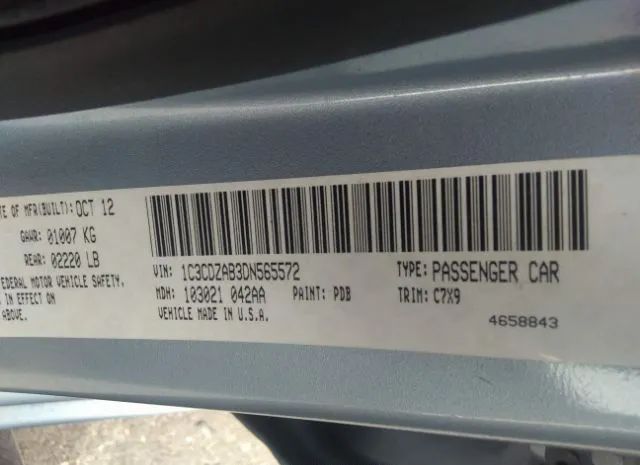 TE OF MFR(BUILT): OCT 12
GAWR: 01007 KG
REAR: 02220 LB
EDERAL MOTOR VEHICLE SAFETY,
IN EFFECT ON
ABOVE.
VIN: 1C3CDZAB3DN565572 TYPE: PASSENGER CAR
MDH: 103021 042AA PAINT: PDB TRIM: C7X9
VEHICLE MADE IN U.S.A.
4658843